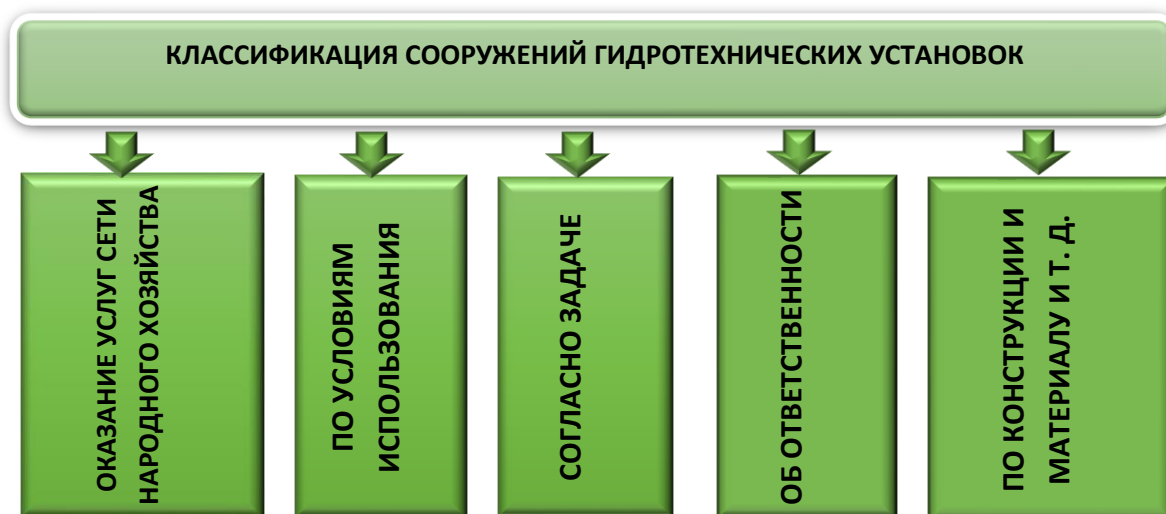 КЛАССИФИКАЦИЯ СООРУЖЕНИЙ ГИДРОТЕХНИЧЕСКИХ УСТАНОВОК
ОКАЗАНИЕ УСЛУГ СЕТИ
НАРОДНОГО ХОЗЯЙСТВА
ПО УСЛОВИЯМ
ИСПОЛЬЗОВАНИЯ
СОГЛАСНО ЗАДАЧЕ
ОБ ОТВЕТСТВЕННОСТИ
ПО КОНСТРУКЦИИ И
МАТЕРИАЛУ И Т. Д.